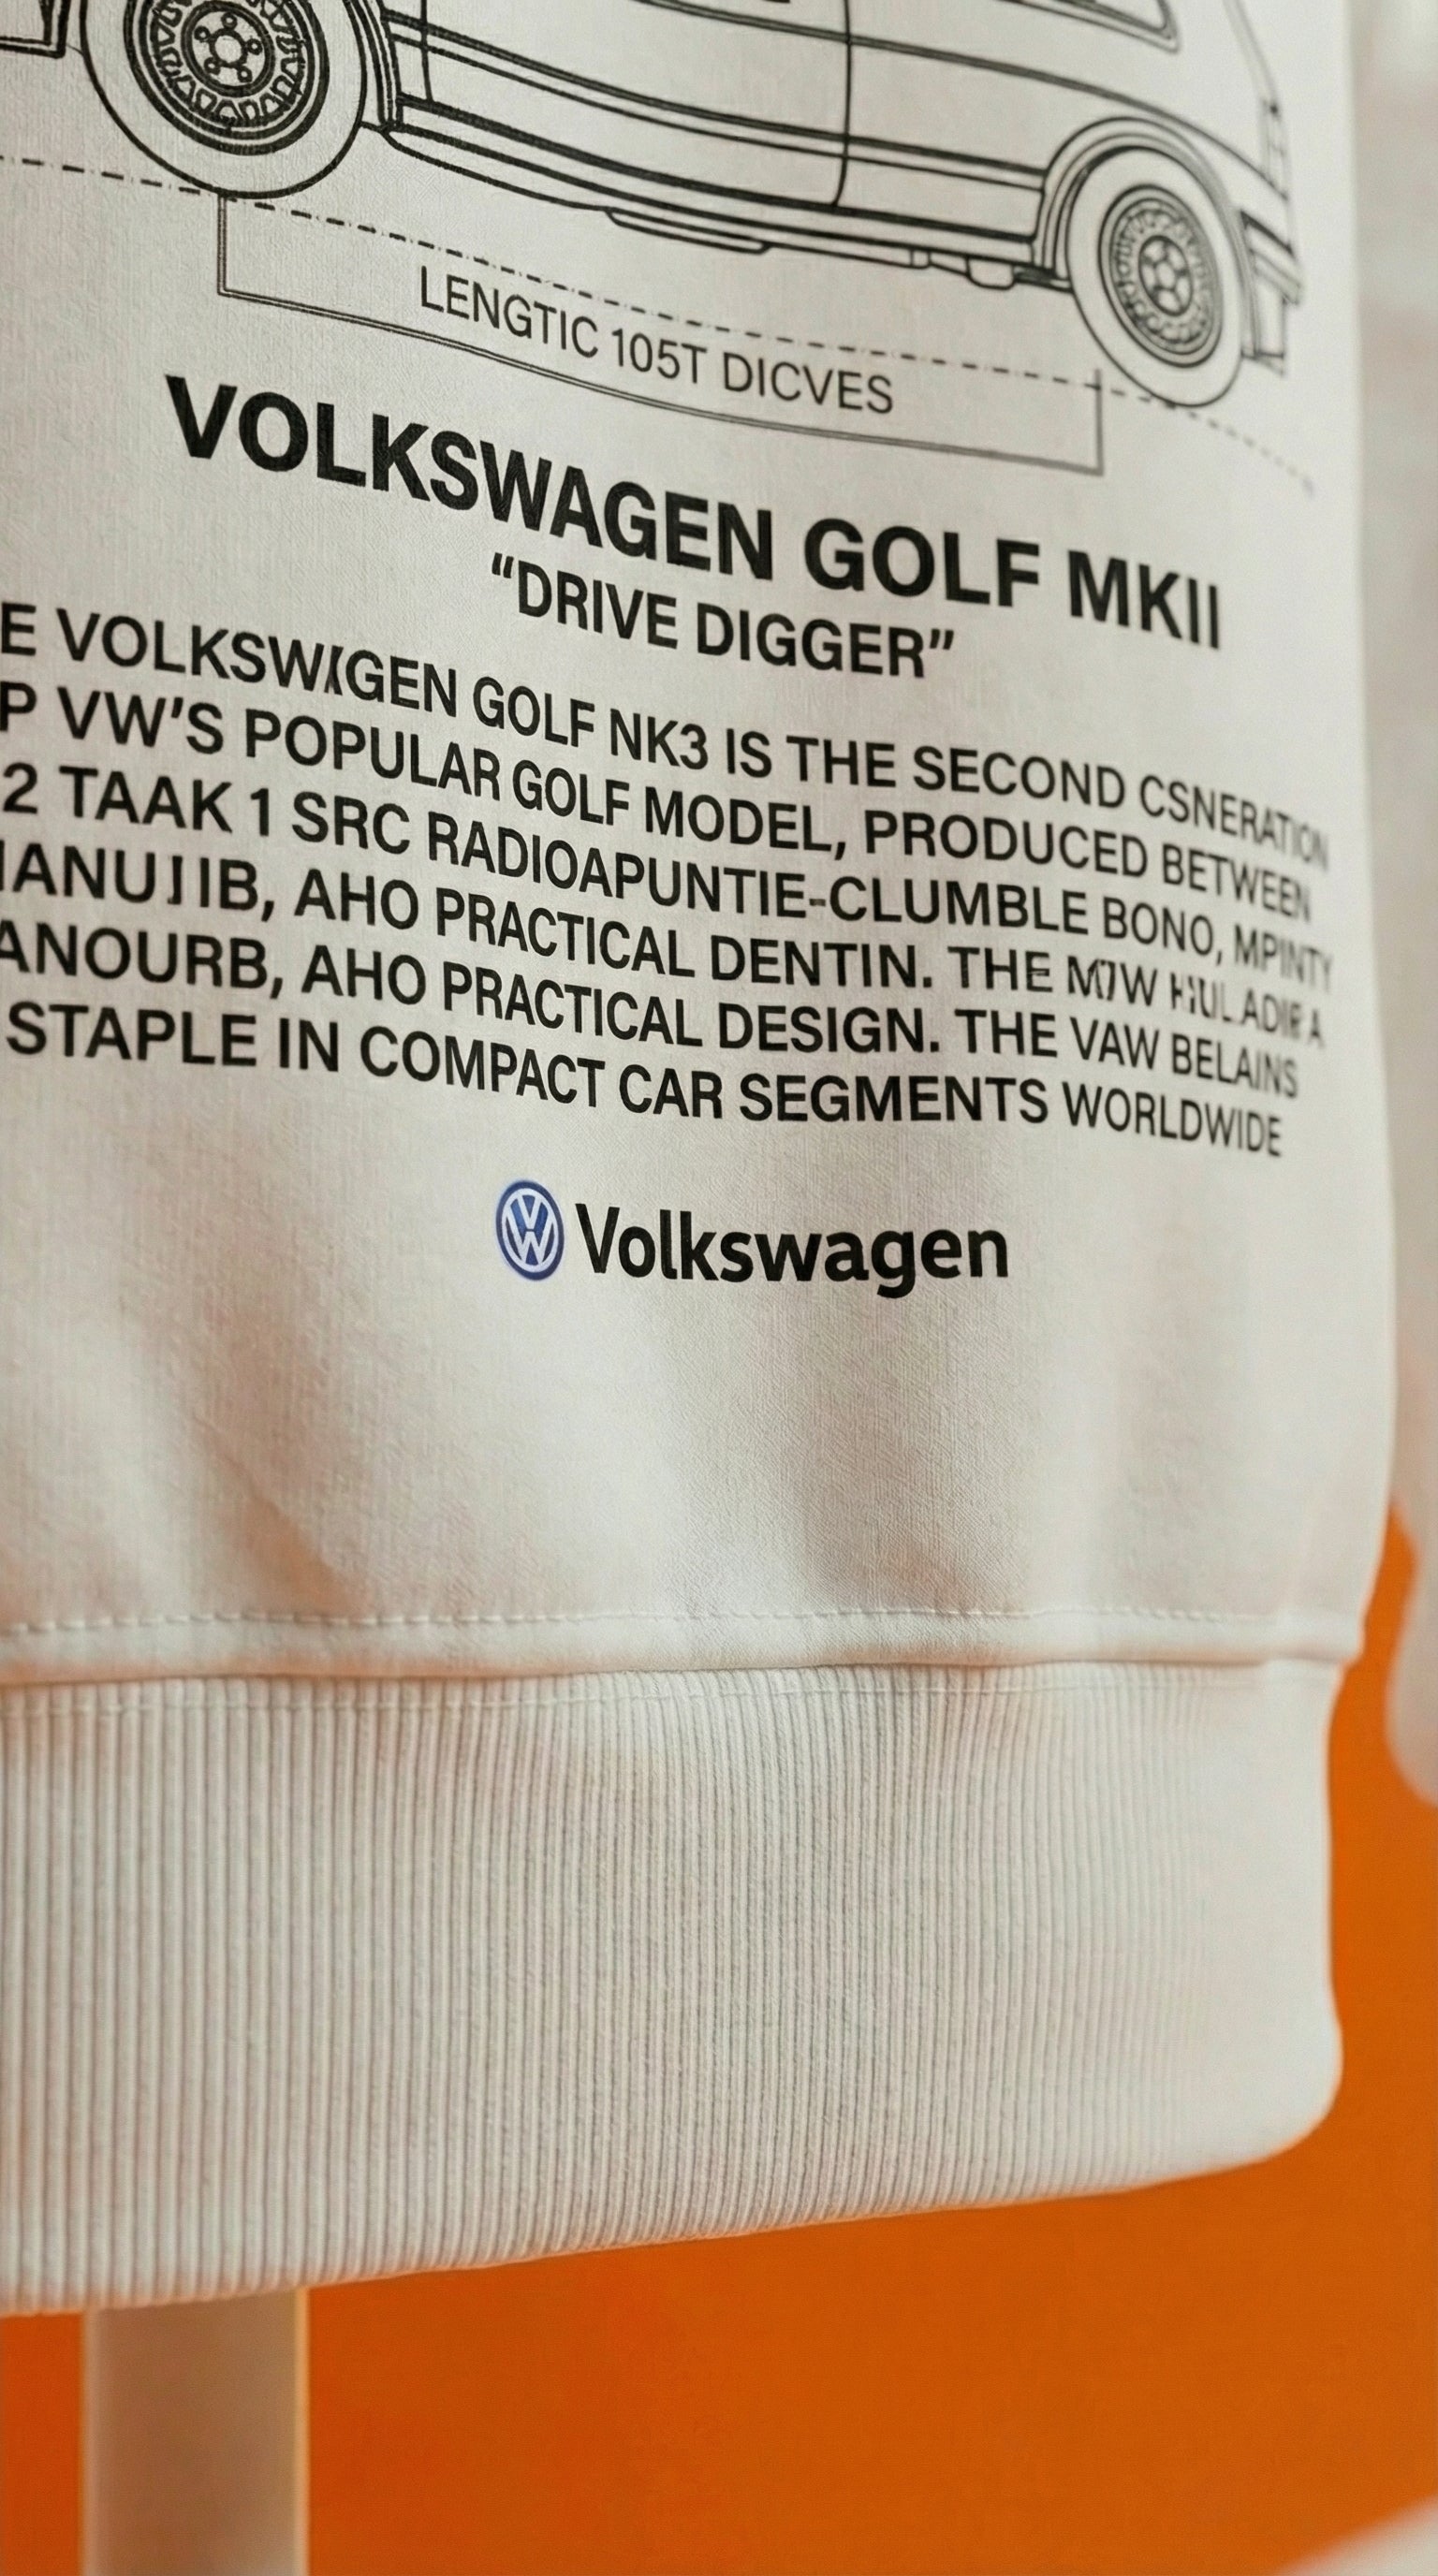 LENGTIC 105T DICVES
VOLKSWAGEN GOLF MKII
“DRIVE DIGGER”
E VOLKSWAGEN GOLF NK3 IS THE SECOND CSNERATION
P VW'S POPULAR GOLF MODEL, PRODUCED BETWEEN
2 TAAK 1 SRC RADIOAPUNTIE-CLUMBLE BONO, MPINTY
AHO PRACTICAL DENTIN. THE A
ANOURB, AHO PRACTICAL DESIGN. THE VAW BELAINS
STAPLE IN COMPACT CAR SEGMENTS WORLDWIDE
Volkswagen